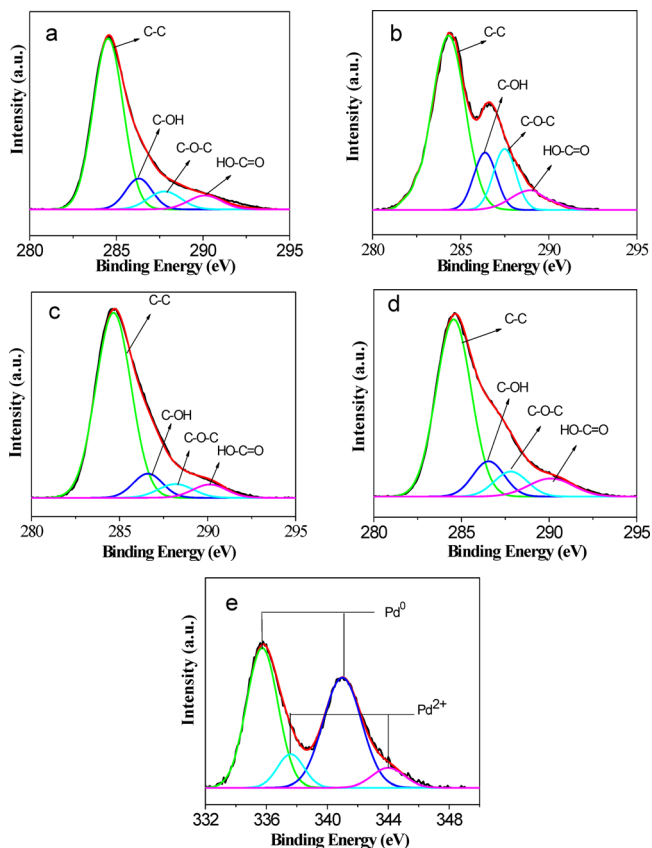 a
C-C
C-OH
C-O-C
HO-C=O
Intensity (a.u.)
280 285 290 295
Binding Energy (eV)
b
C-C
C-OH
C-O-C
HO-C=O
Intensity (a.u.)
280 285 290 295
Binding Energy (eV)
c
C-C
C-OH
C-O-C
HO-C=O
Intensity (a.u.)
280 285 290 295
Binding Energy (eV)
d
C-C
C-OH
C-O-C
HO-C=O
Intensity (a.u.)
280 285 290 295
Binding Energy (eV)
e
Pd⁰
Pd²⁺
Intensity (a.u.)
332 336 340 344 348
Binding Energy (eV)